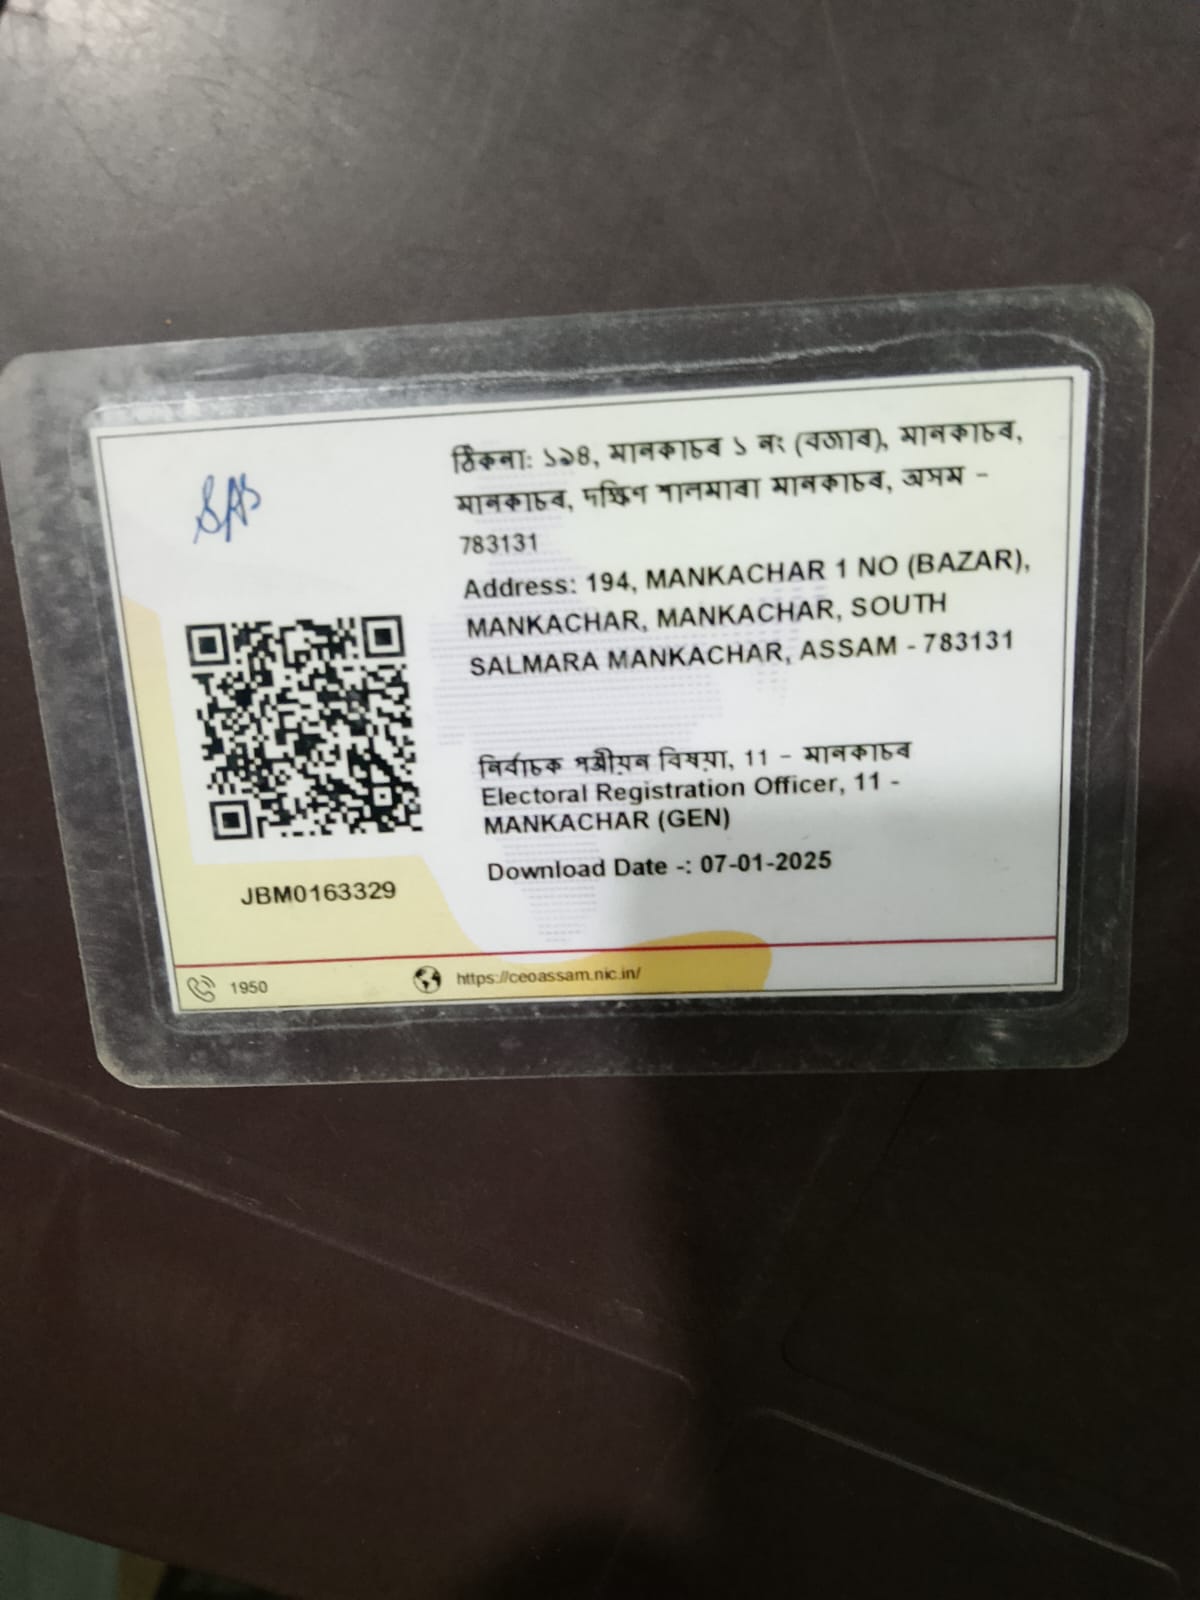 ঠিকনা: ১৯৪, মানকাচৰ ১ নং (বজাৰ), মানকাচৰ,
মানকাচৰ, দক্ষিণ শালমাৰা মানকাচৰ, অসম -
783131
Address: 194, MANKACHAR 1 NO (BAZAR),
MANKACHAR, MANKACHAR, SOUTH
SALMARA MANKACHAR, ASSAM - 783131
নিৰ্বাচক পঞ্জীয়ন বিষয়া, 11 - মানকাচৰ
Electoral Registration Officer, 11 -
MANKACHAR (GEN)
Download Date -: 07-01-2025
JBM0163329
1950
https://ceoassam.nic.in/